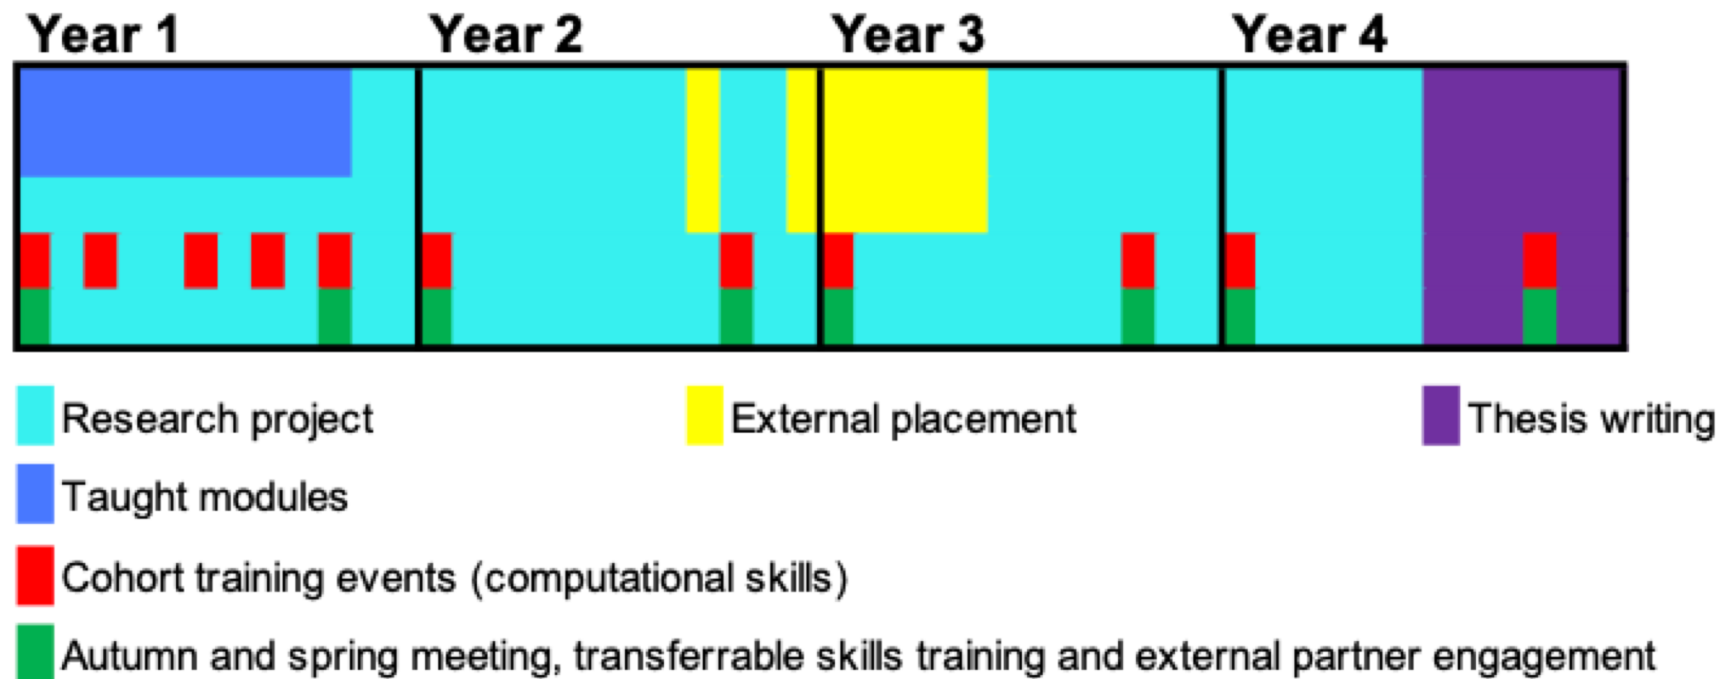 Year 1 Year 2 Year 3 Year 4
Research project External placement Thesis writing
Taught modules
Cohort training events (computational skills)
Autumn and spring meeting, transferrable skills training and external partner engagement